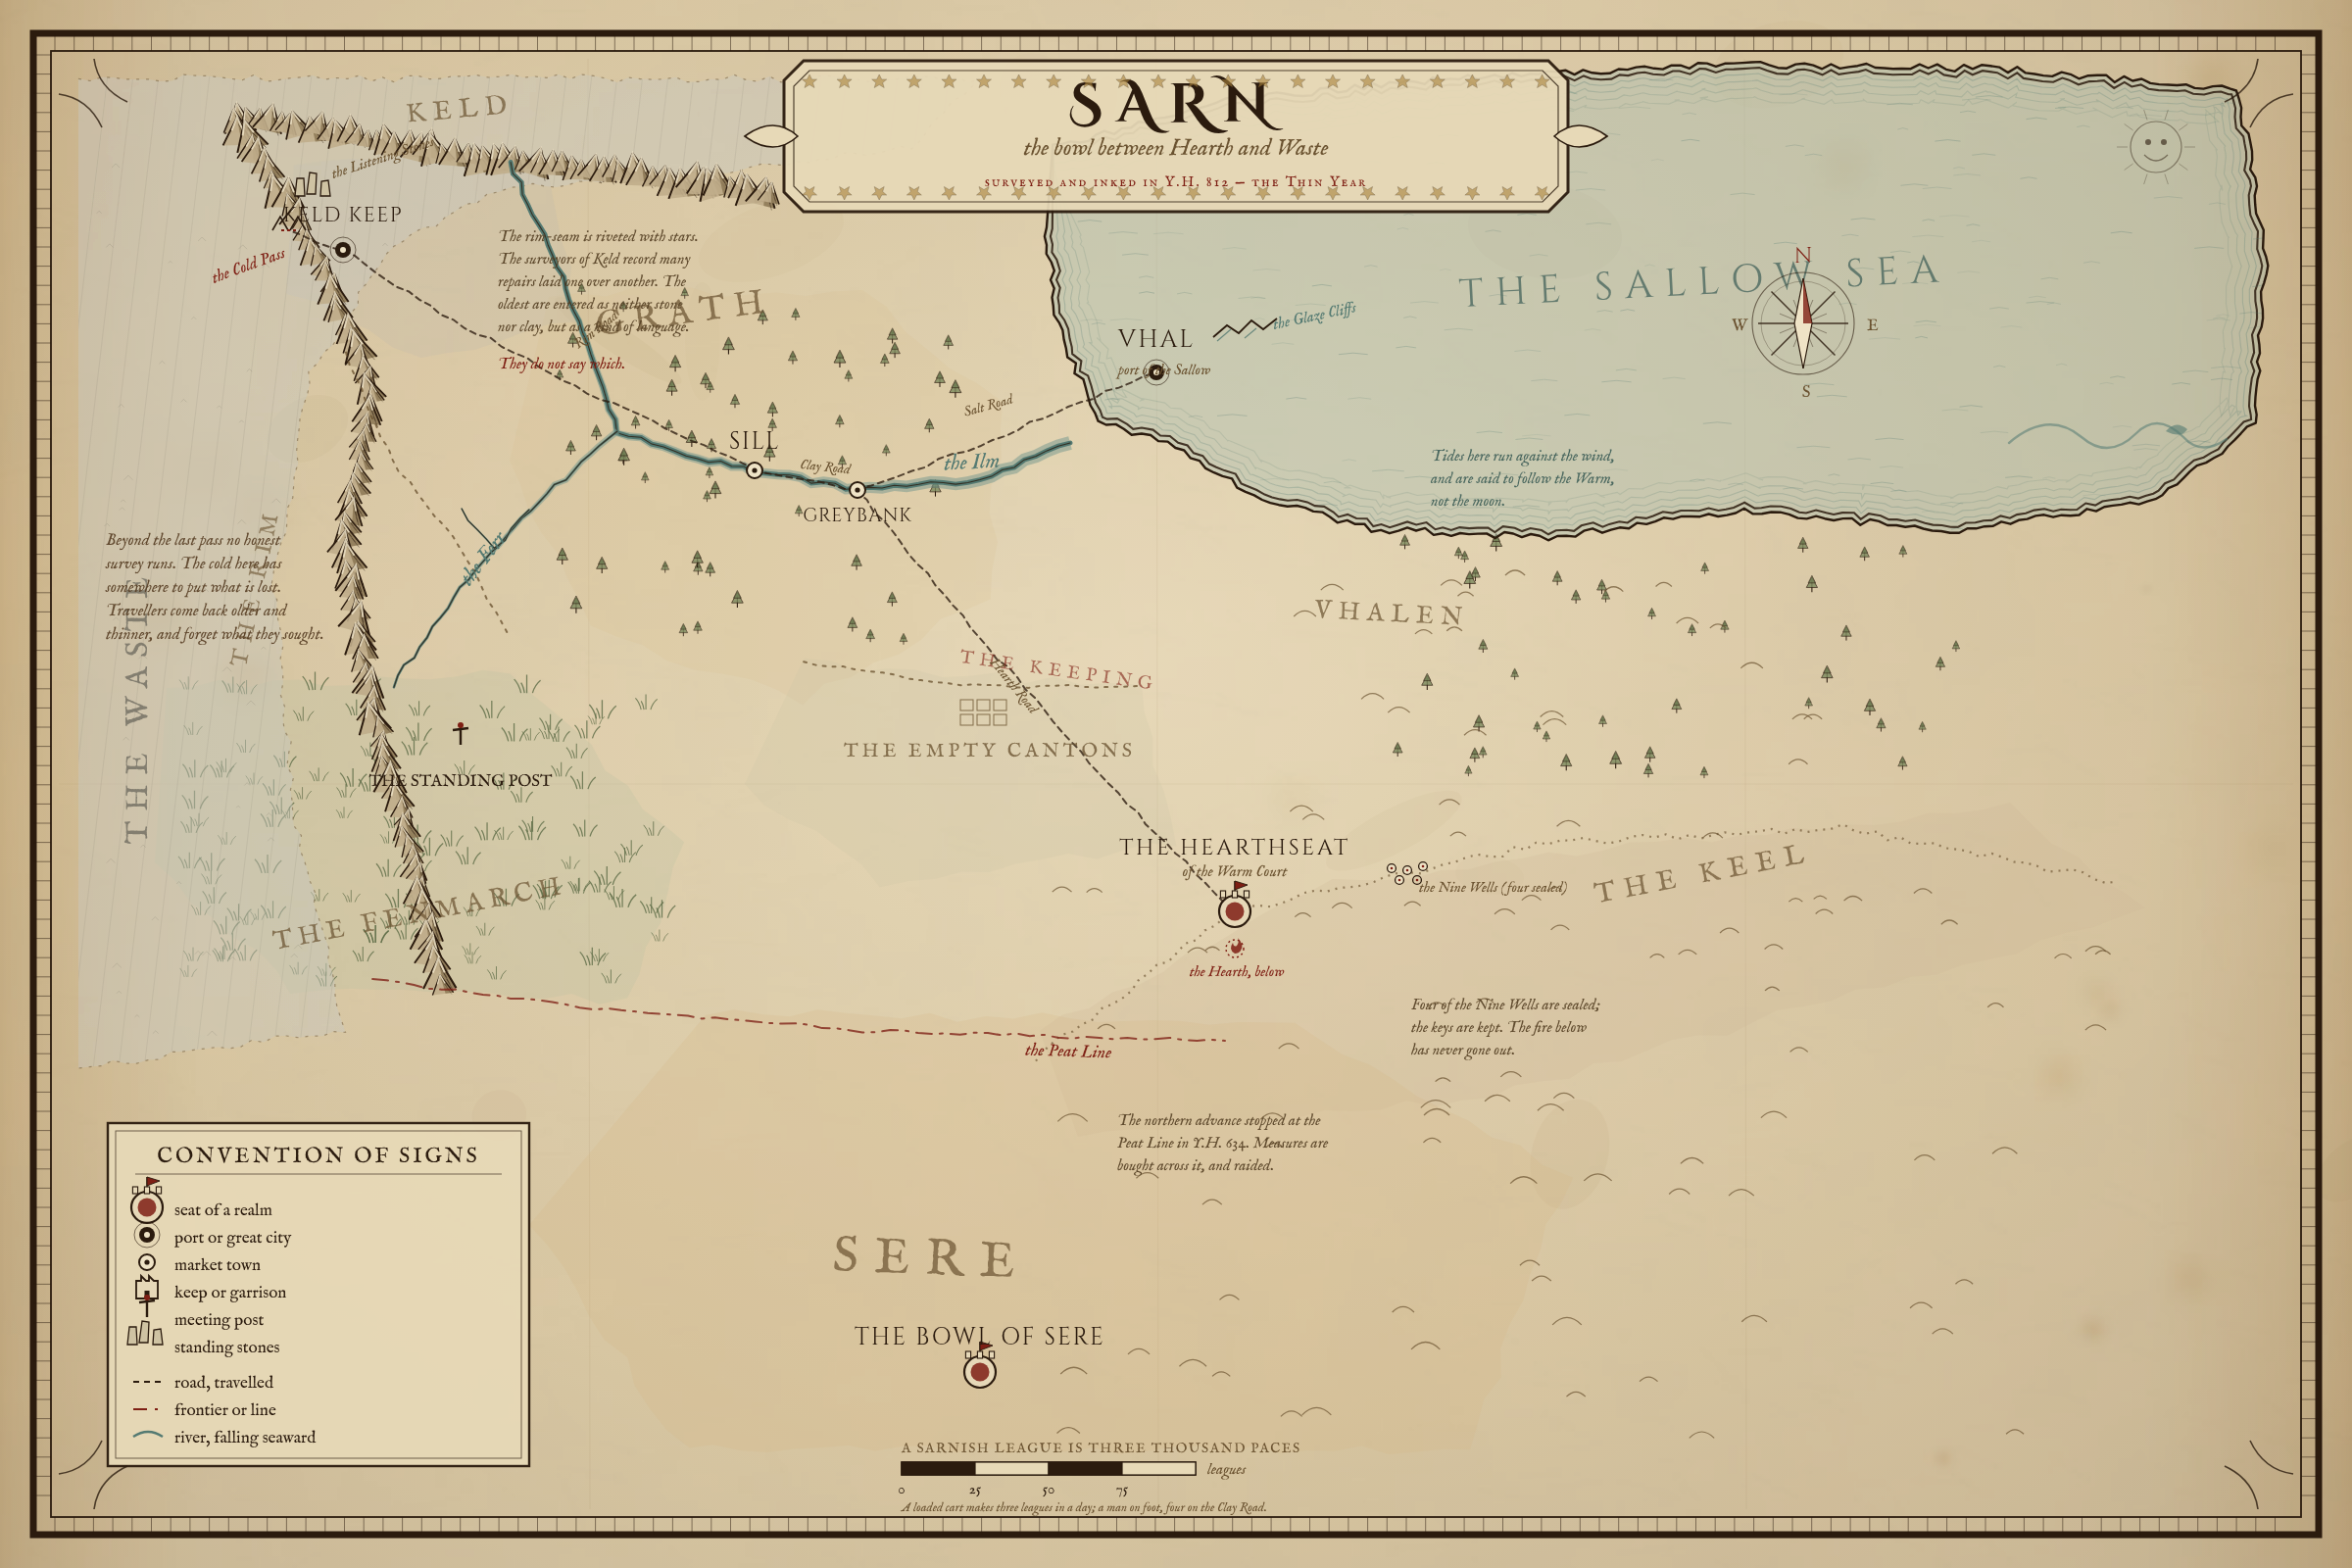 SARN
the bowl between Hearth and Waste
SURVEYED AND INKED IN Y.H. 812 — THE THIN YEAR
KELD
the Listening Stones
KELD KEEP
the Cold Pass
The rim-seam is riveted with stars.
The surveyors of Keld record many
repairs laid one over another. The
oldest are entered as neither stone
nor clay, but as a kind of language.
They do not say which.
GRATH
THE SALLOW SEA
N
W
E
S
VHAL
port of the Sallow
the Glaze Cliffs
Salt Road
SILL
Clay Road
the Ilm
GREYBANK
Tides here run against the wind,
and are said to follow the Warm,
not the moon.
Beyond the last pass no honest
survey runs. The cold here has
somewhere to put what is lost.
Travellers come back older and
thinner, and forget what they sought.
THE WASTE
THE RIM
the Farr
VHALEN
THE KEEPING
Hearth Road
THE EMPTY CANTONS
THE STANDING POST
THE FENMARCH
THE HEARTHSEAT
of the Warm Court
the Nine Wells (four sealed)
THE KEEL
the Hearth, below
Four of the Nine Wells are sealed;
the keys are kept. The fire below
has never gone out.
the Peat Line
The northern advance stopped at the
Peat Line in Y.H. 634. Measures are
bought across it, and raided.
SERE
THE BOWL OF SERE
CONVENTION OF SIGNS
seat of a realm
port or great city
market town
keep or garrison
meeting post
standing stones
road, travelled
frontier or line
river, falling seaward
A SARNISH LEAGUE IS THREE THOUSAND PACES
leagues
0 25 50 75
A loaded cart makes three leagues in a day; a man on foot, four on the Clay Road.